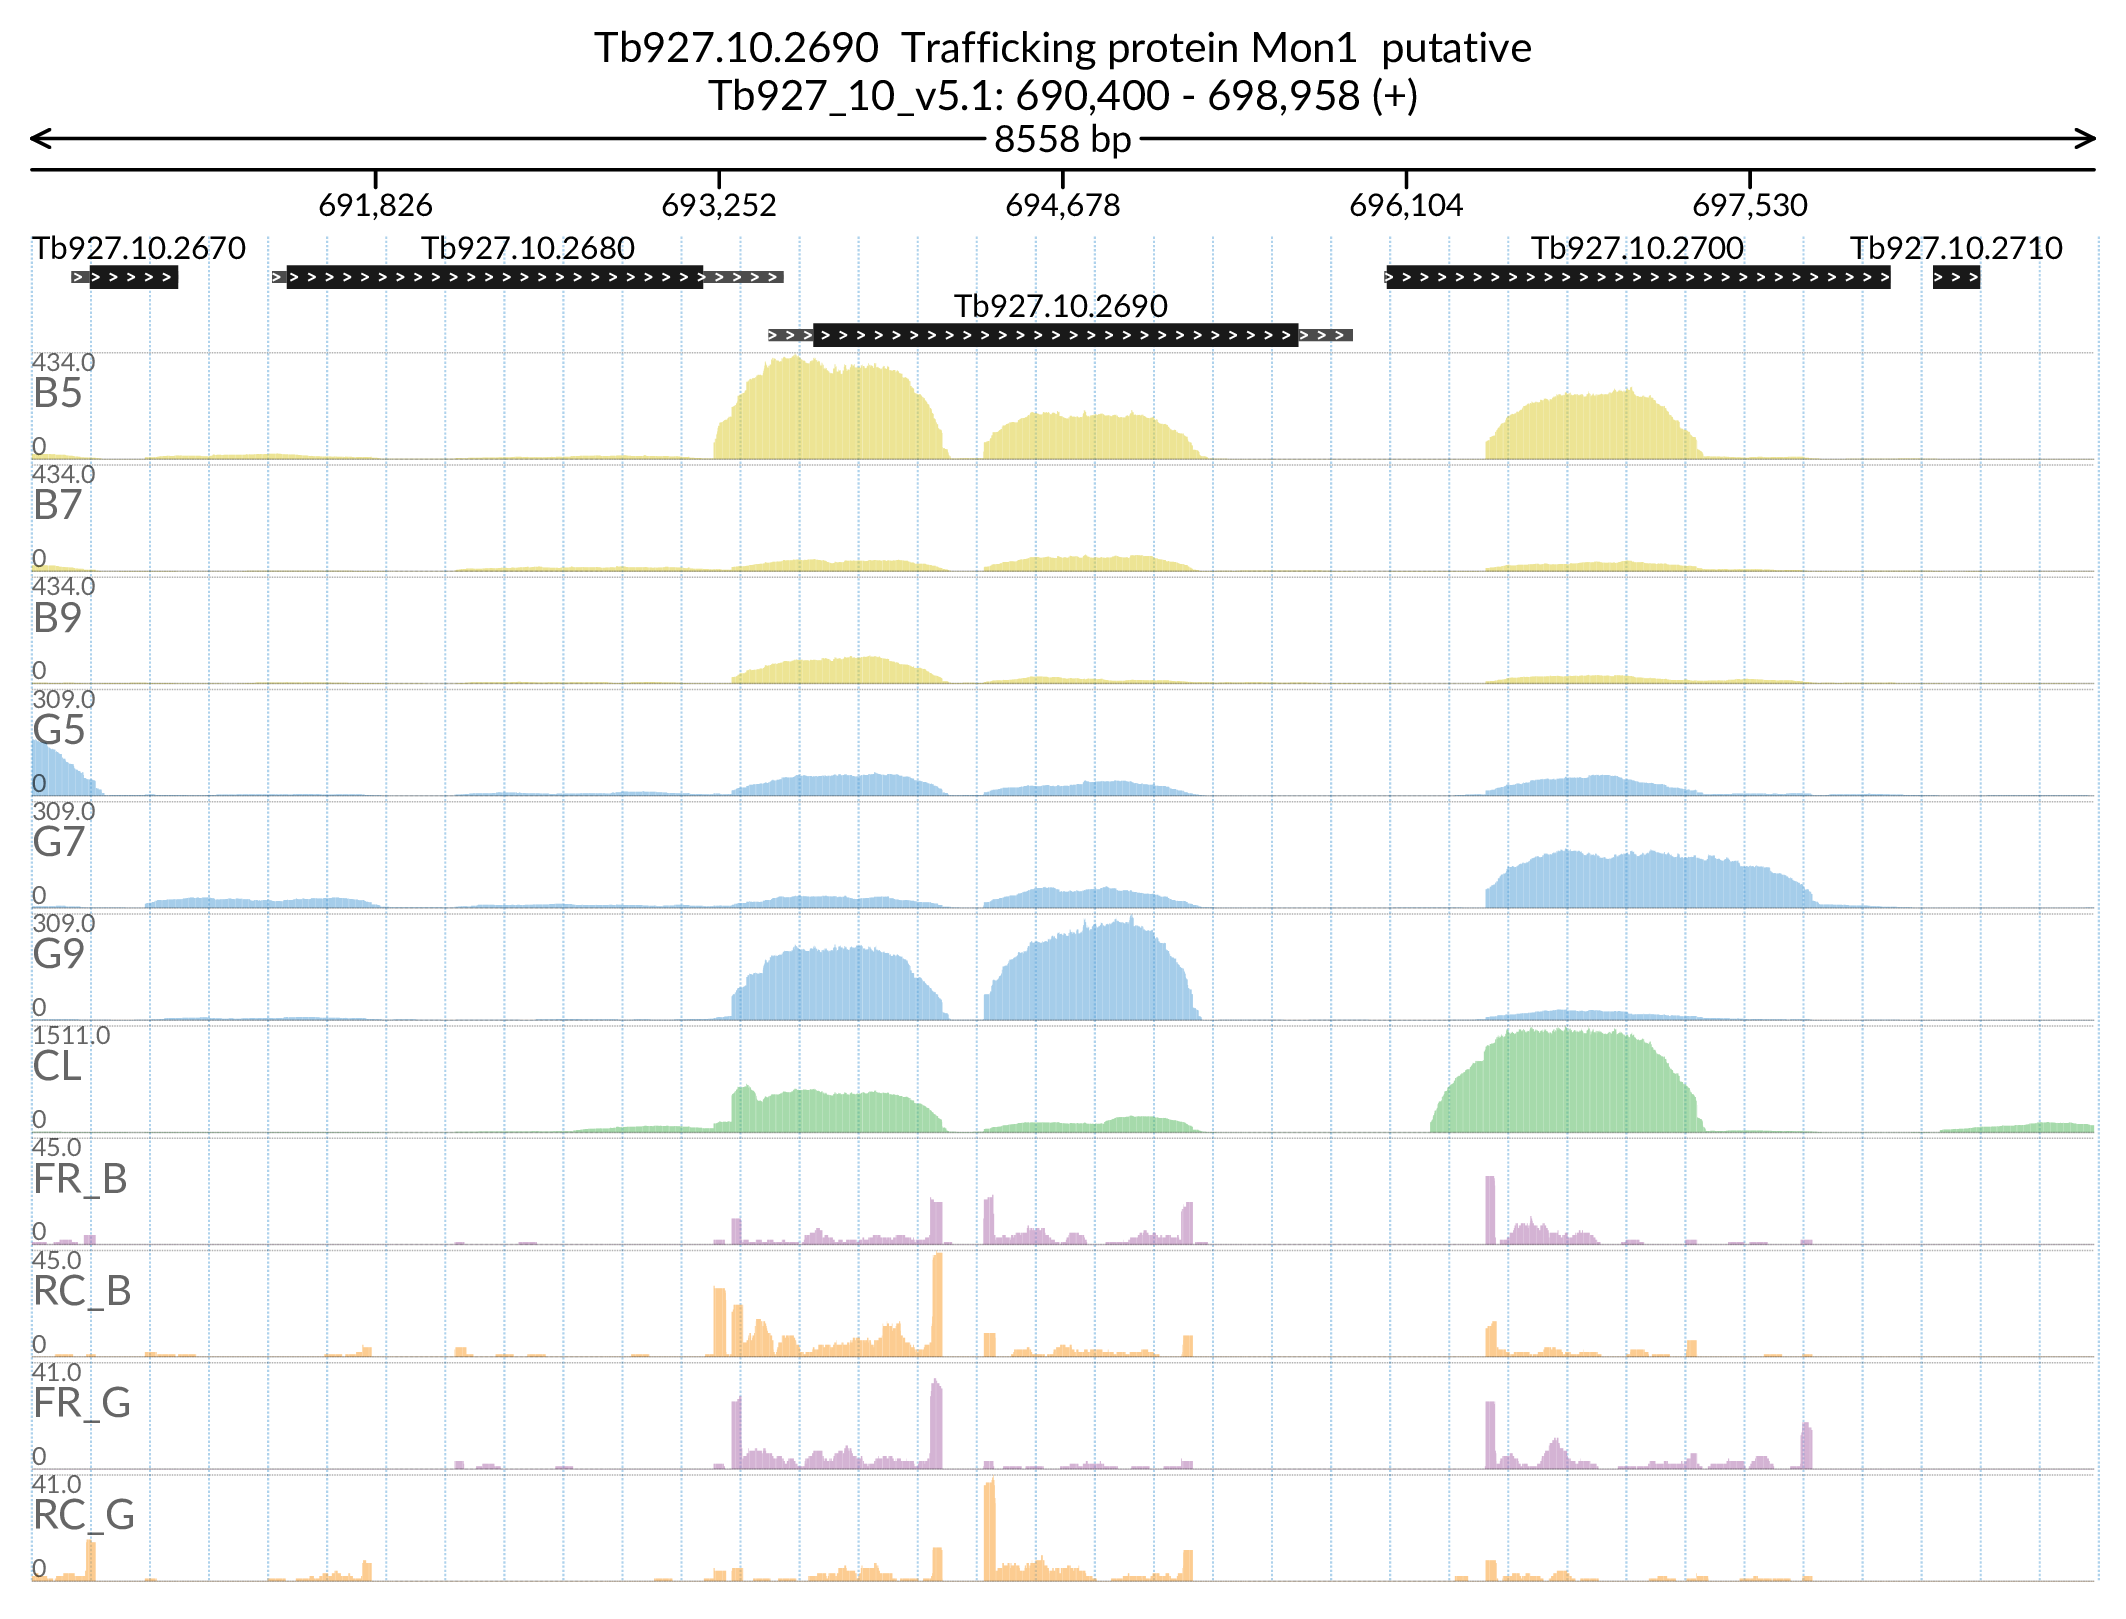 Tb927.10.2690  Trafficking protein Mon1  putative
Tb927_10_v5.1: 690,400 - 698,958 (+)
8558 bp
691,826 693,252 694,678 696,104 697,530
Tb927.10.2670 Tb927.10.2680 Tb927.10.2700 Tb927.10.2710
Tb927.10.2690
434.0
B5
0
434.0
B7
0
434.0
B9
0
309.0
G5
0
309.0
G7
0
309.0
G9
0
1511.0
CL
0
45.0
FR_B
0
45.0
RC_B
0
41.0
FR_G
0
41.0
RC_G
0